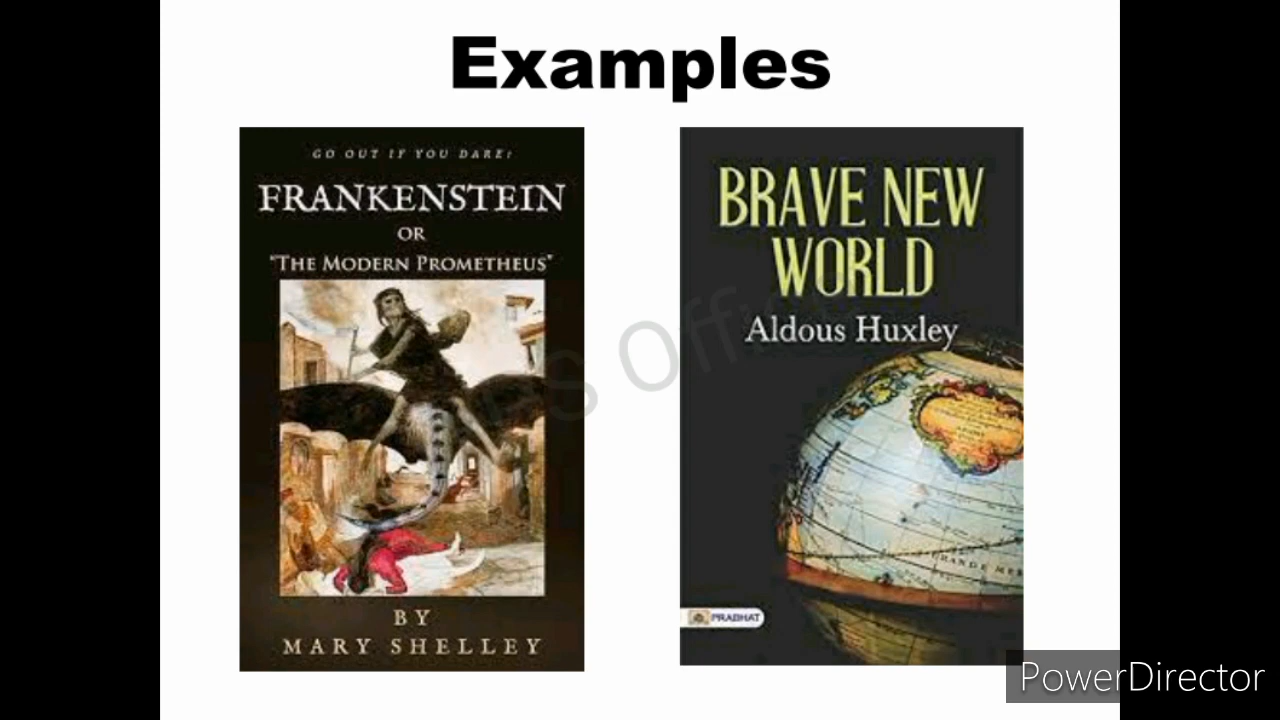 Examples
GO OUT IF YOU DARE!
FRANKENSTEIN
OR
"THE MODERN PROMETHEUS"
BY
MARY SHELLEY
BRAVE NEW
WORLD
Aldous Huxley
PRABHAT
PowerDirector